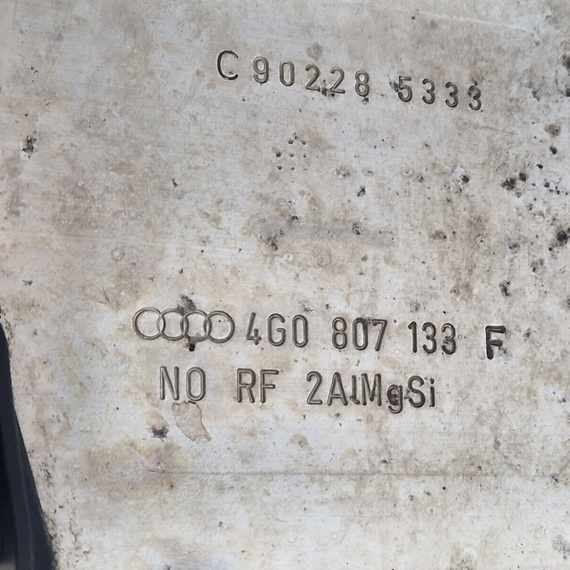 C 90228 5333
4G0 807 133 F
NO RF 2AlMgSi